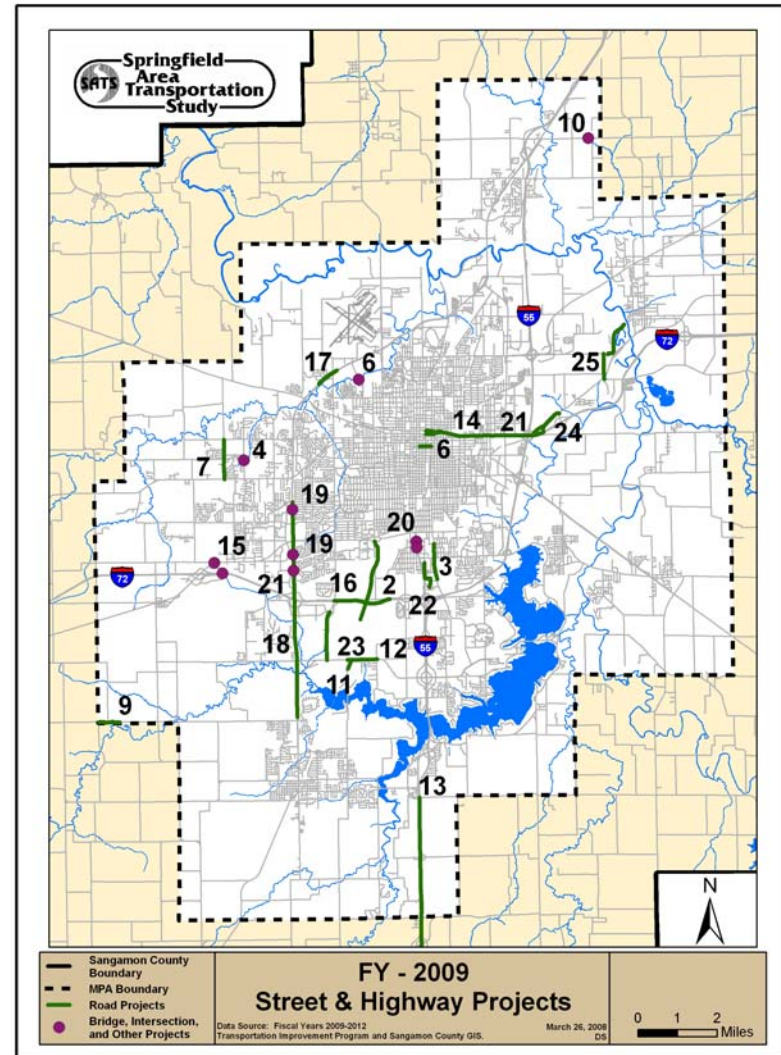 SATS
Springfield
Area
Transportation
Study
10
55
17
6
72
25
14
21
24
6
7
4
19
20
15
19
3
72
21
16
2
22
18
23
12
55
11
9
13
N
Sangamon County
Boundary
MPA Boundary
Road Projects
Bridge, Intersection,
and Other Projects
FY - 2009
Street & Highway Projects
Data Source: Fiscal Years 2009-2012
Transportation Improvement Program and Sangamon County GIS.
March 26, 2008
DS
0 1 2
Miles